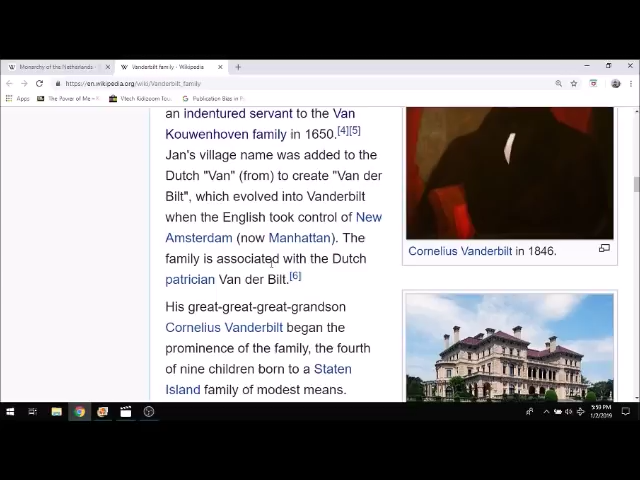 Monarchy of the Netherlands -
Vanderbilt family - Wikipedia
https://en.wikipedia.org/wiki/Vanderbilt_family
Apps
The Power of Me -
Vtech Kidizoom
Publication Bias in
an indentured servant to the Van
Kouwenhoven family in 1650.[4][5]
Jan's village name was added to the
Dutch "Van" (from) to create "Van der
Bilt", which evolved into Vanderbilt
when the English took control of New
Amsterdam (now Manhattan). The
family is associated with the Dutch
patrician Van der Bilt.[6]
His great-great-great-grandson
Cornelius Vanderbilt began the
prominence of the family, the fourth
of nine children born to a Staten
Island family of modest means.
Cornelius Vanderbilt in 1846.
5:59 PM
1/2/2019